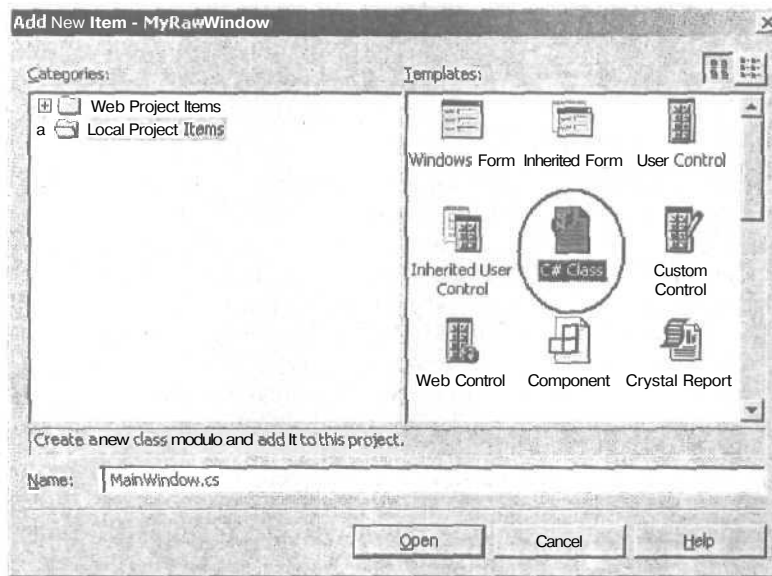 Add New Item - MyRawWindow
Categories:
Templates:
Web Project Items
a Local Project Items
Windows Form
Inherited Form
User Control
Inherited User
Control
C# Class
Custom
Control
Web Control
Component
Crystal Report
Create a new class modulo and add It to this project.
Name:
MainWindow.cs
Open
Cancel
Help